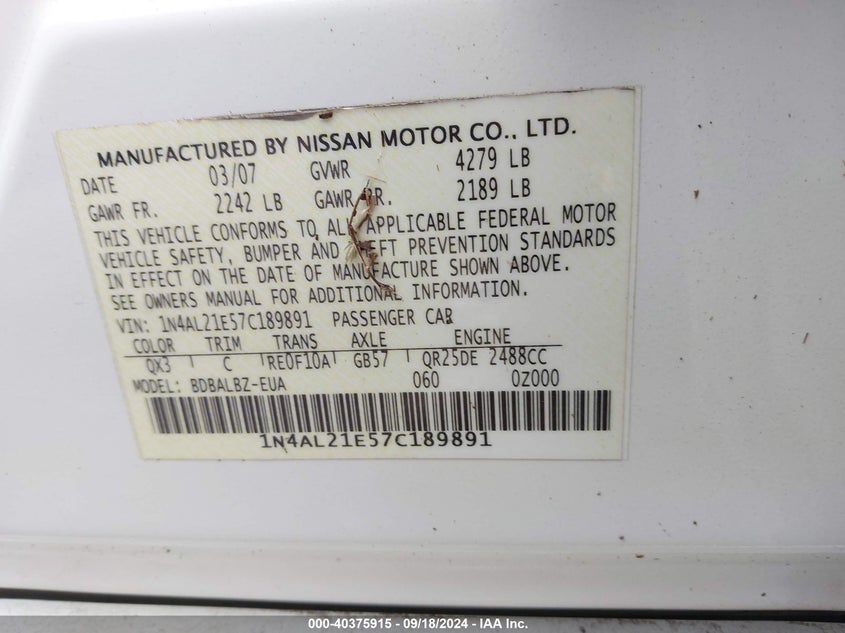 MANUFACTURED BY NISSAN MOTOR CO., LTD.
DATE 03/07 GVWR 4279 LB
GAWR FR. 2242 LB GAWR RR. 2189 LB
THIS VEHICLE CONFORMS TO ALL APPLICABLE FEDERAL MOTOR
VEHICLE SAFETY, BUMPER AND THEFT PREVENTION STANDARDS
IN EFFECT ON THE DATE OF MANUFACTURE SHOWN ABOVE.
SEE OWNERS MANUAL FOR ADDITIONAL INFORMATION.
VIN: 1N4AL21E57C189891 PASSENGER CAR
COLOR TRIM TRANS AXLE ENGINE
QX3 C RE0F10A GB57 QR25DE 2488CC
MODEL: BDBALBZ-EUA 060 0Z000
1N4AL21E57C189891
000-40375915 - 09/18/2024 - IAA Inc.